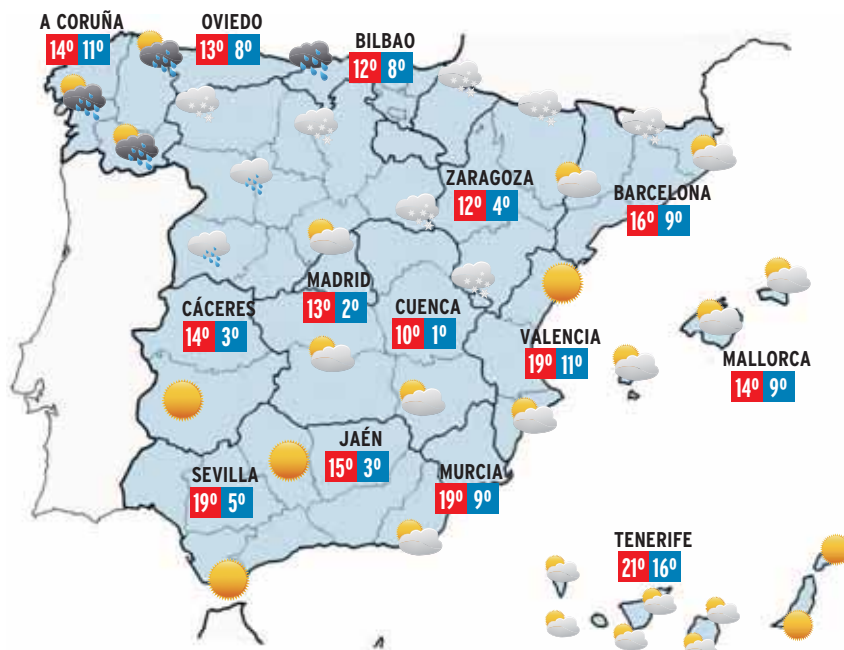 A CORUÑA
14º 11º
OVIEDO
13º 8º
BILBAO
12º 8º
ZARAGOZA
12º 4º
BARCELONA
16º 9º
MADRID
13º 2º
CÁCERES
14º 3º
CUENCA
10º 1º
VALENCIA
19º 11º
MALLORCA
14º 9º
JAÉN
15º 3º
SEVILLA
19º 5º
MURCIA
19º 9º
TENERIFE
21º 16º